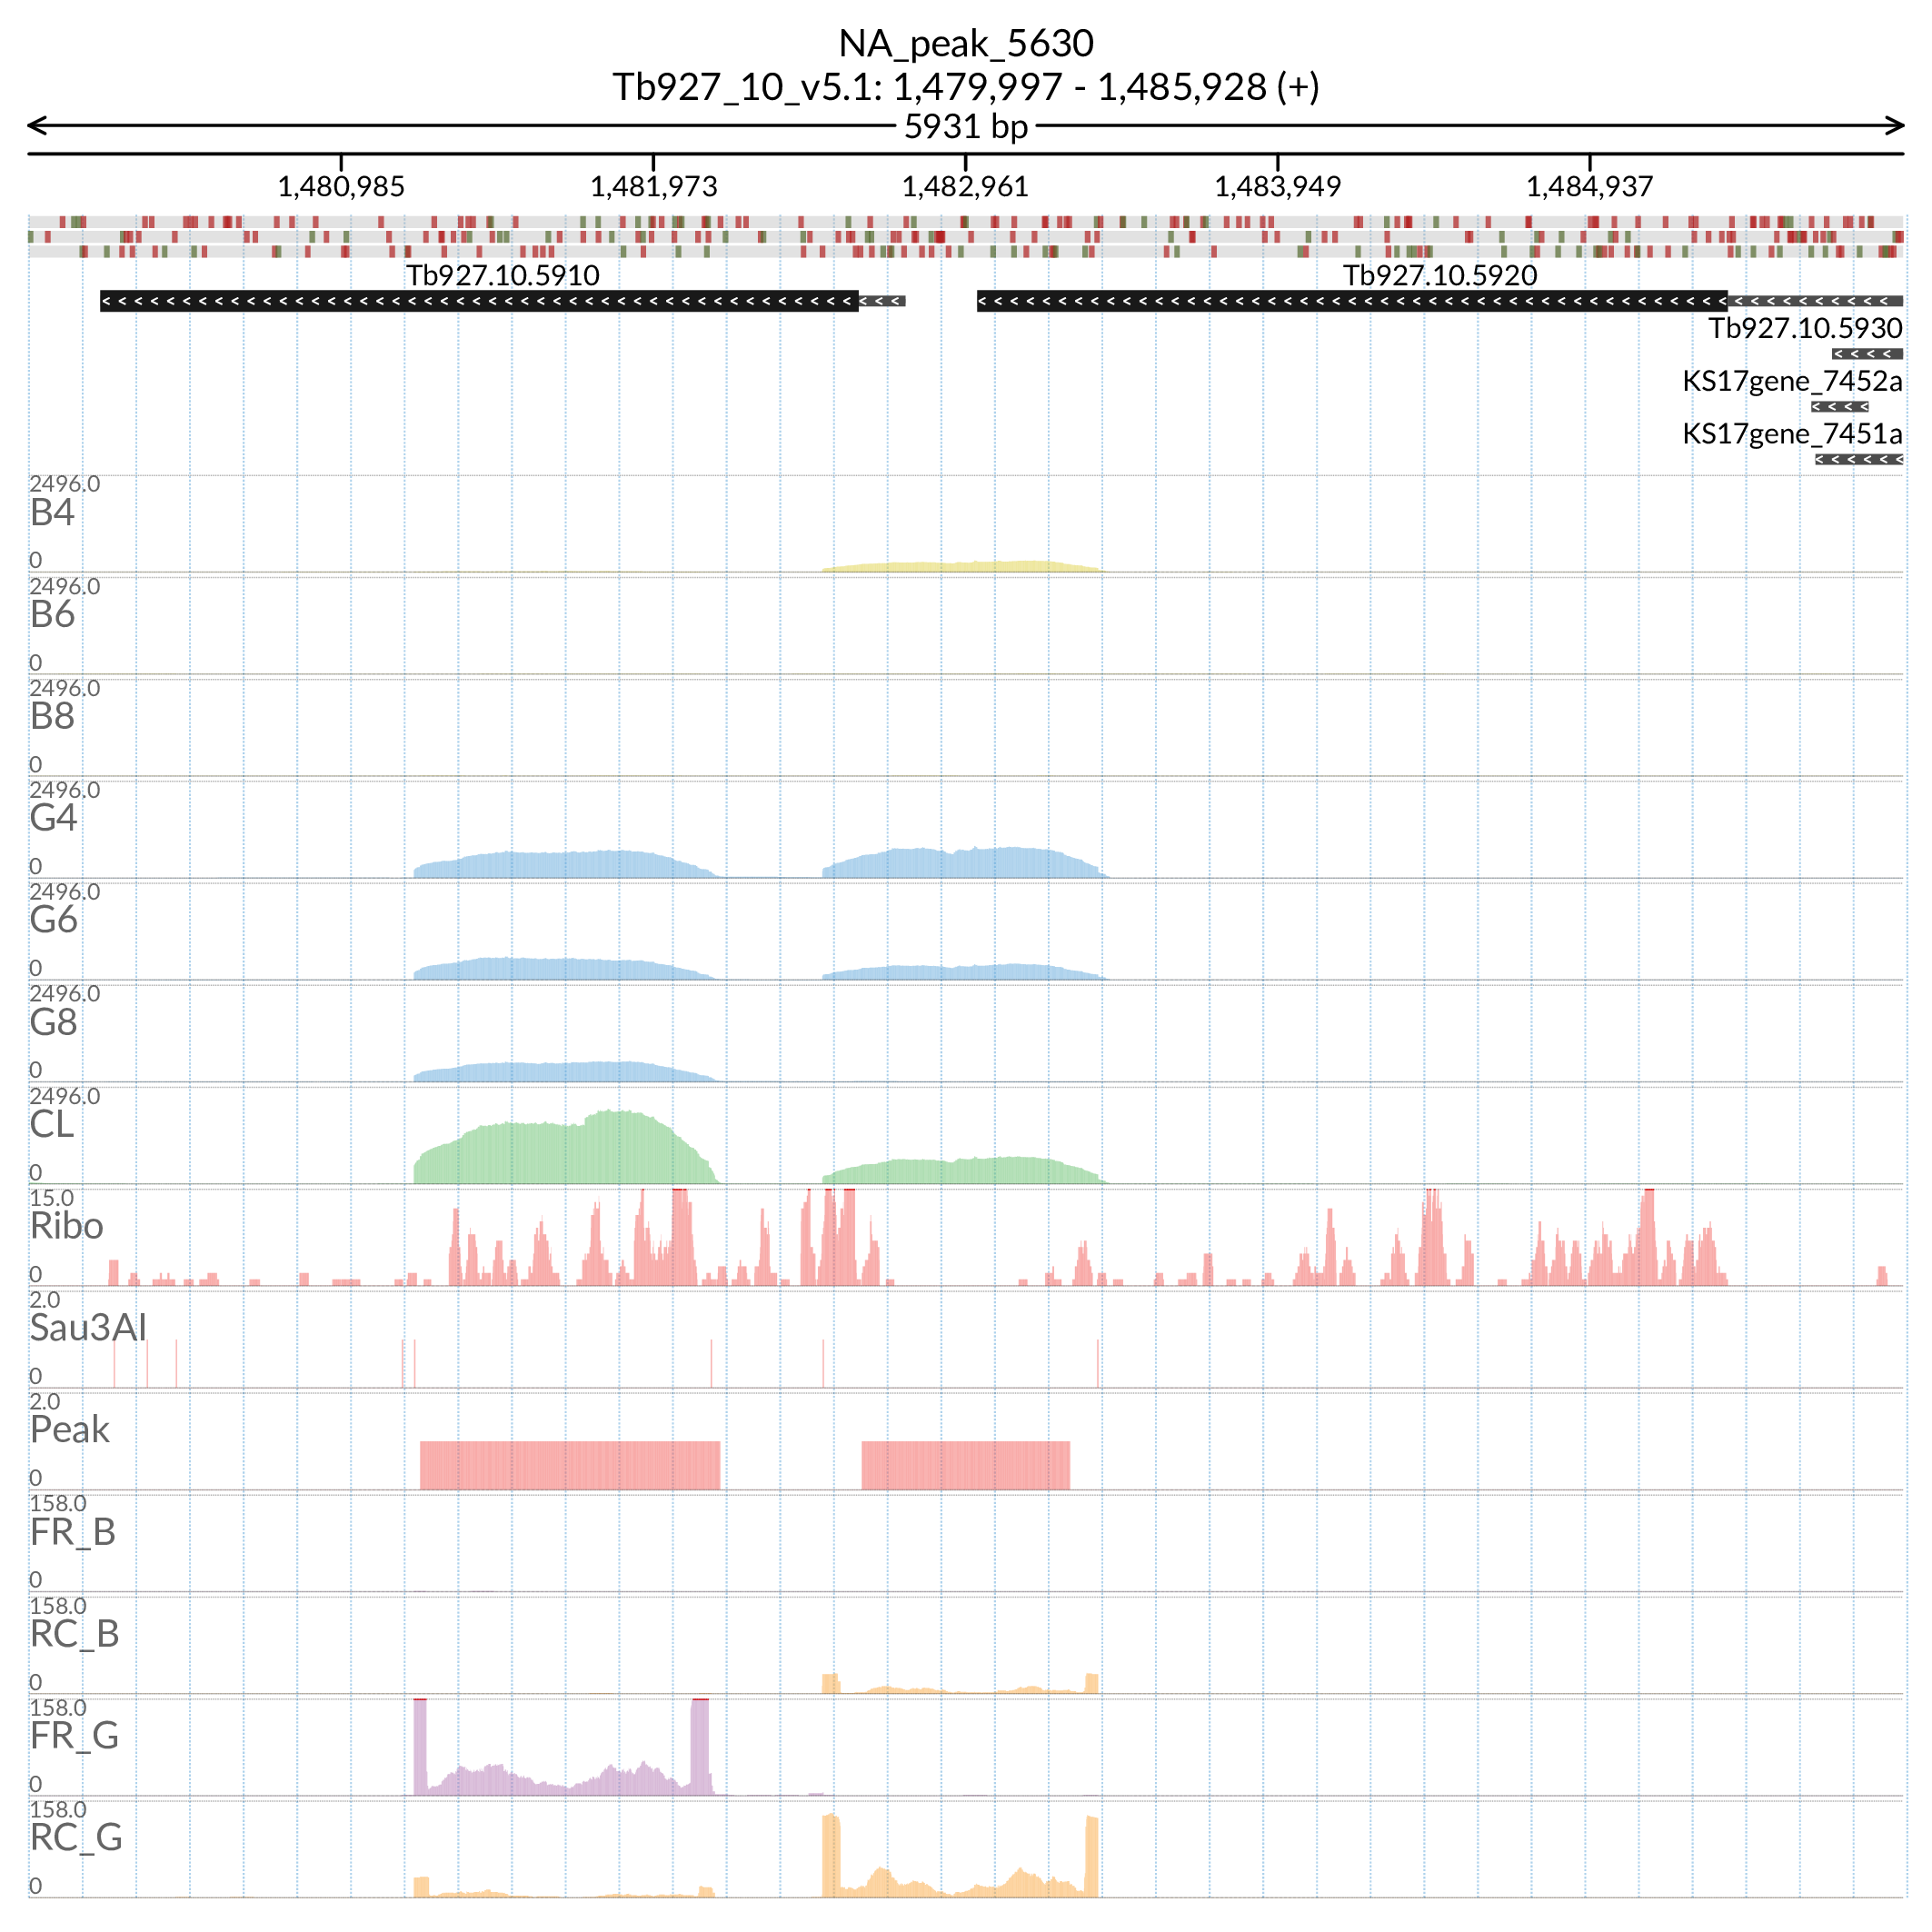 NA_peak_5630
Tb927_10_v5.1: 1,479,997 - 1,485,928 (+)
5931 bp
1,480,985 1,481,973 1,482,961 1,483,949 1,484,937
Tb927.10.5910 Tb927.10.5920
Tb927.10.5930
KS17gene_7452a
KS17gene_7451a
2496.0
B4
0
2496.0
B6
0
2496.0
B8
0
2496.0
G4
0
2496.0
G6
0
2496.0
G8
0
2496.0
CL
0
15.0
Ribo
0
2.0
Sau3AI
0
2.0
Peak
0
158.0
FR_B
0
158.0
RC_B
0
158.0
FR_G
0
158.0
RC_G
0